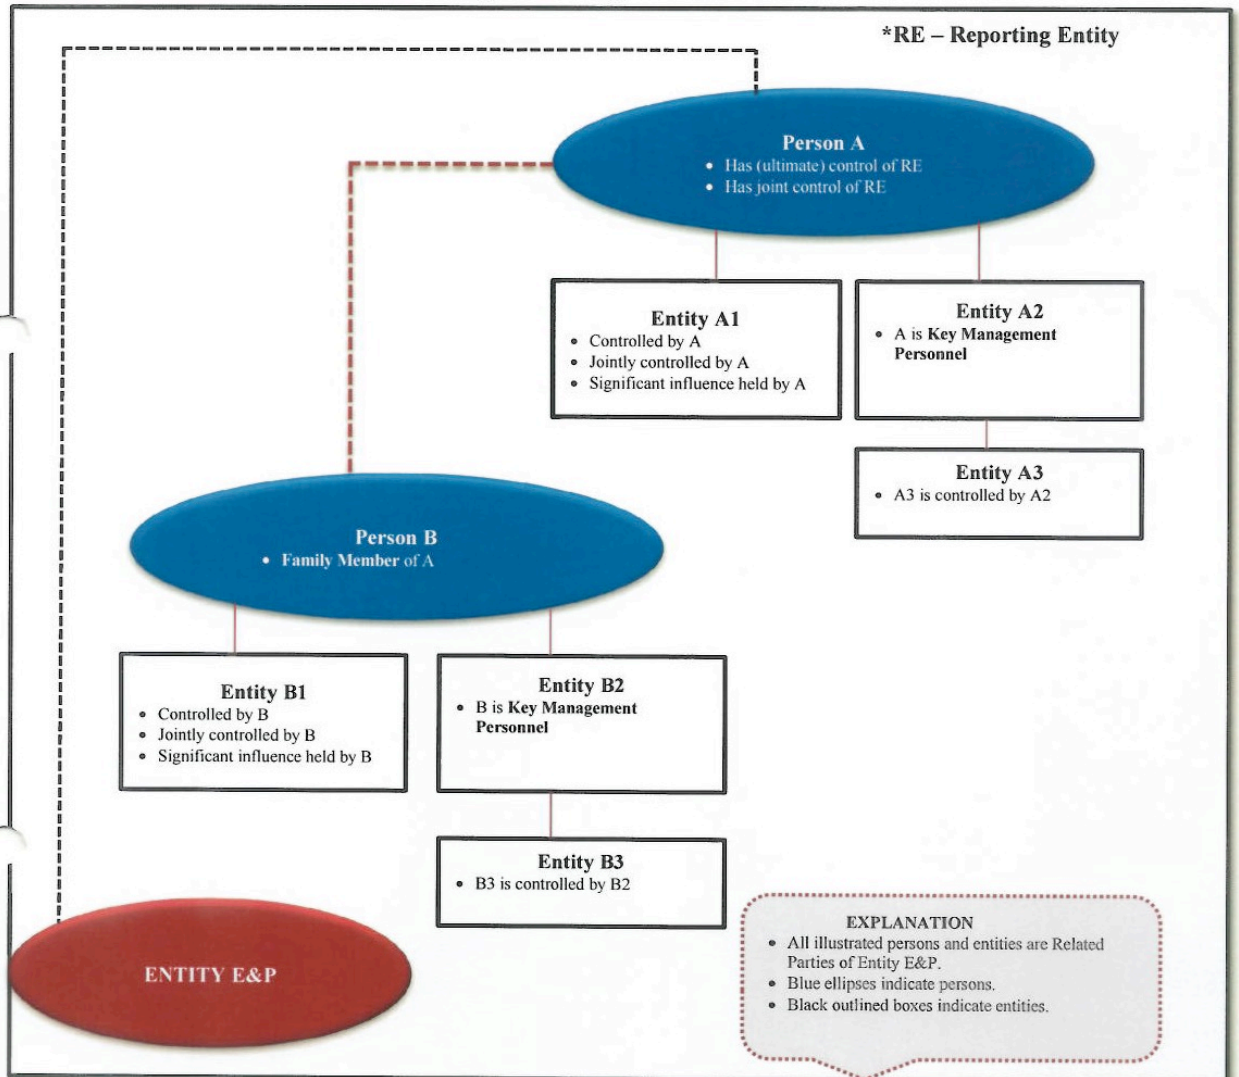 *RE – Reporting Entity
Person A
• Has (ultimate) control of RE
• Has joint control of RE
Entity A1
• Controlled by A
• Jointly controlled by A
• Significant influence held by A
Entity A2
• A is Key Management
Personnel
Entity A3
• A3 is controlled by A2
Person B
• Family Member of A
Entity B1
• Controlled by B
• Jointly controlled by B
• Significant influence held by B
Entity B2
• B is Key Management
Personnel
Entity B3
• B3 is controlled by B2
ENTITY E&P
EXPLANATION
• All illustrated persons and entities are Related
Parties of Entity E&P.
• Blue ellipses indicate persons.
• Black outlined boxes indicate entities.